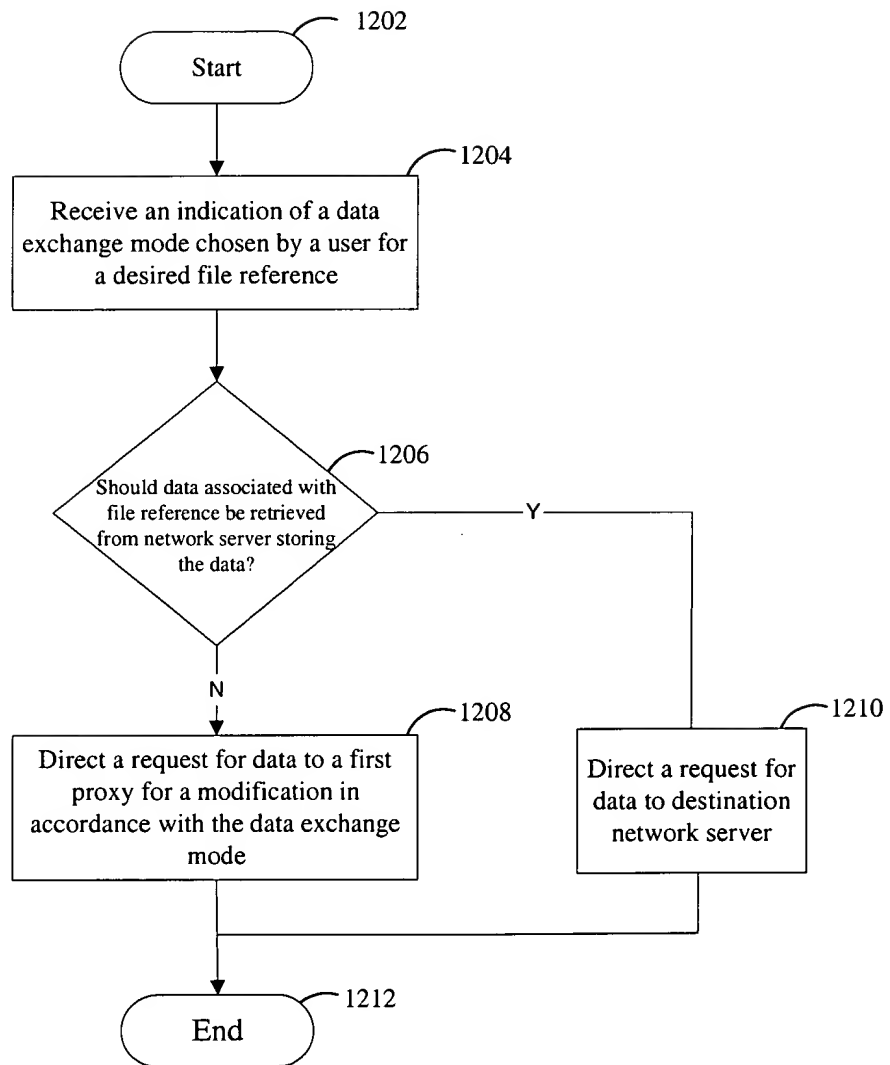 1202
Start
1204
Receive an indication of a data
exchange mode chosen by a user for
a desired file reference
1206
Should data associated with
file reference be retrieved
from network server storing
the data?
Y
N
1208
Direct a request for data to a first
proxy for a modification in
accordance with the data exchange
mode
1210
Direct a request for
data to destination
network server
1212
End